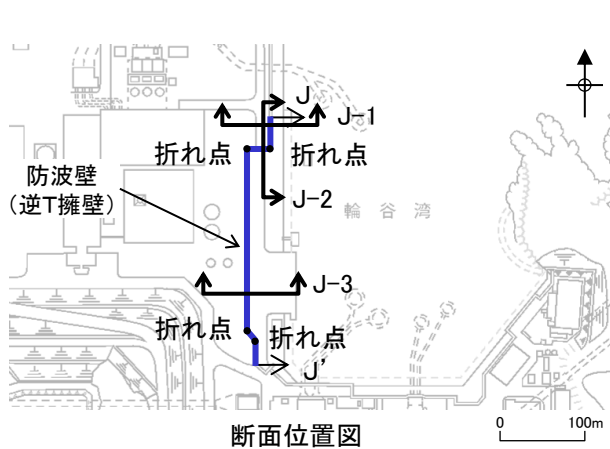 J
J-1
折れ点
折れ点
防波壁
（逆T擁壁）
J-2
輪谷湾
J-3
折れ点
折れ点
J'
断面位置図
0 100m